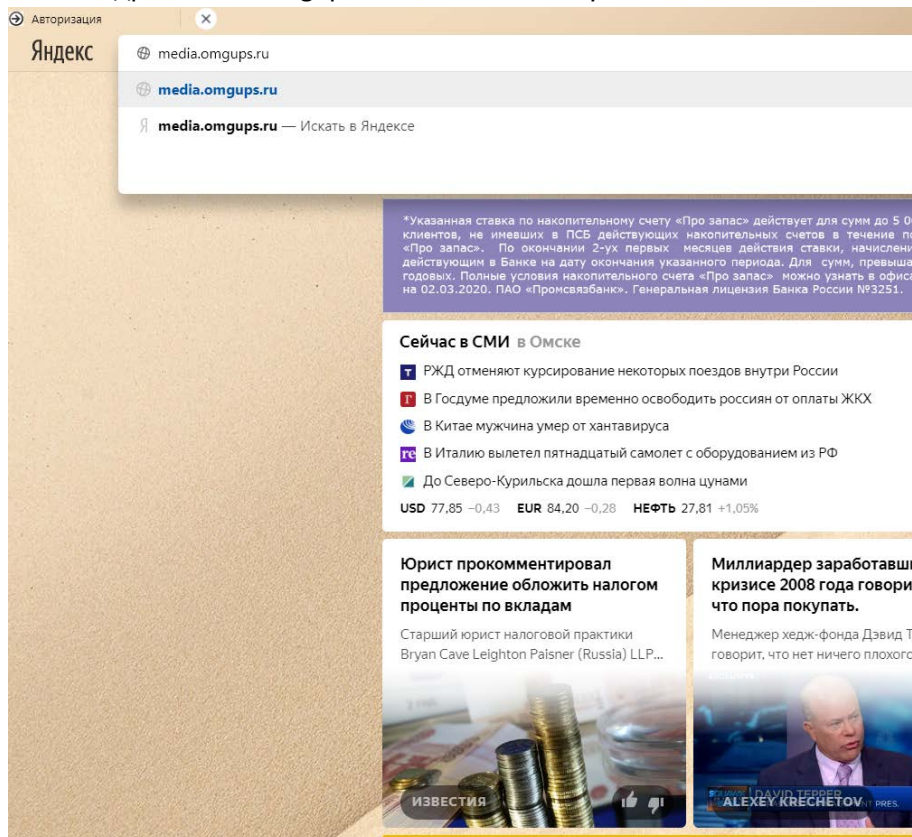 Авторизация
Яндекс
media.omgups.ru
media.omgups.ru
media.omgups.ru — Искать в Яндексе
*Указанная ставка по накопительному счету «Про запас» действует для сумм до 5
клиентов, не имевших в ПСБ действующих накопительных счетов в течение
«Про запас». По окончании 2-ух первых месяцев действия ставки,
действующим в Банке на дату окончания указанного периода. Для сумм,
годовых. Полные условия накопительного счета «Про запас» можно узнать в
на 02.03.2020. ПАО «Промсвязбанк». Генеральная лицензия Банка России №3251.
Сейчас в СМИ в Омске
РЖД отменяют курсирование некоторых поездов внутри России
В Госдуме предложили временно освободить россиян от оплаты ЖКХ
В Китае мужчина умер от хантавируса
В Италию вылетел пятнадцатый самолет с оборудованием из РФ
До Северо-Курильска дошла первая волна цунами
USD 77,85 −0,43 EUR 84,20 −0,28 НЕФТЬ 27,81 +1,05%
Юрист прокомментировал
предложение обложить налогом
проценты по вкладам
Старший юрист налоговой практики
Bryan Cave Leighton Paisner (Russia) LLP...
ИЗВЕСТИЯ
Миллиардер
кризисе 2008 года
что пора покупать.
Менеджер хедж-фонда Дэвид
говорит, что нет ничего
DAVID TEPPER
ALEXEY KRECHETOV
PRES.